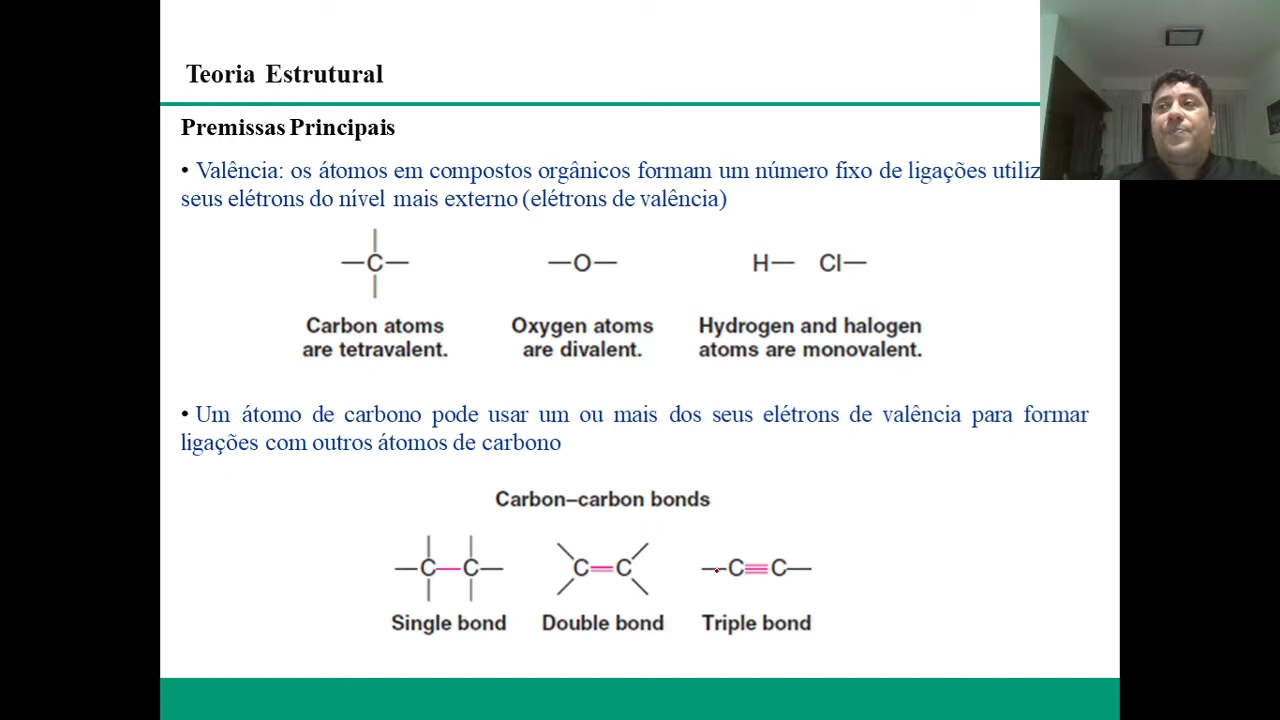 Teoria Estrutural
Premissas Principais
• Valência: os átomos em compostos orgânicos formam um número fixo de ligações utiliz
seus elétrons do nível mais externo (elétrons de valência)
—C— —O— H— Cl—
Carbon atoms Oxygen atoms Hydrogen and halogen
are tetravalent. are divalent. atoms are monovalent.
• Um átomo de carbono pode usar um ou mais dos seus elétrons de valência para formar
ligações com outros átomos de carbono
Carbon–carbon bonds
—C—C— C=C —C≡C—
Single bond Double bond Triple bond